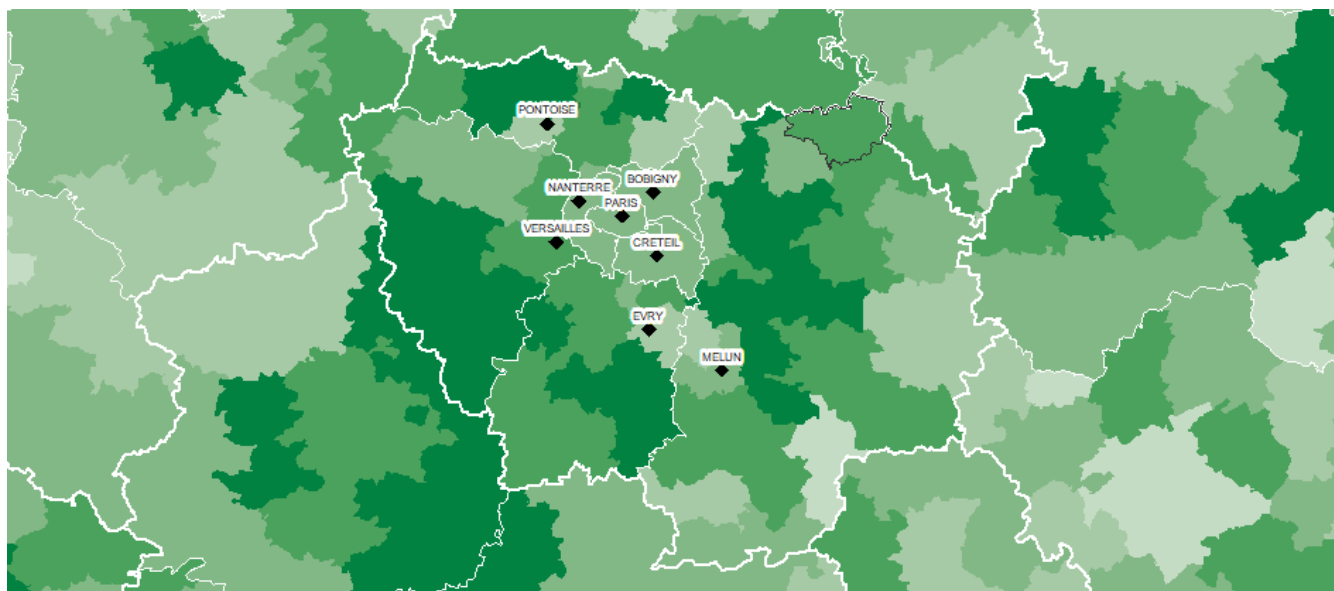 PONTOISE
BOBIGNY
NANTERRE
PARIS
VERSAILLES
CRETEIL
EVRY
MELUN